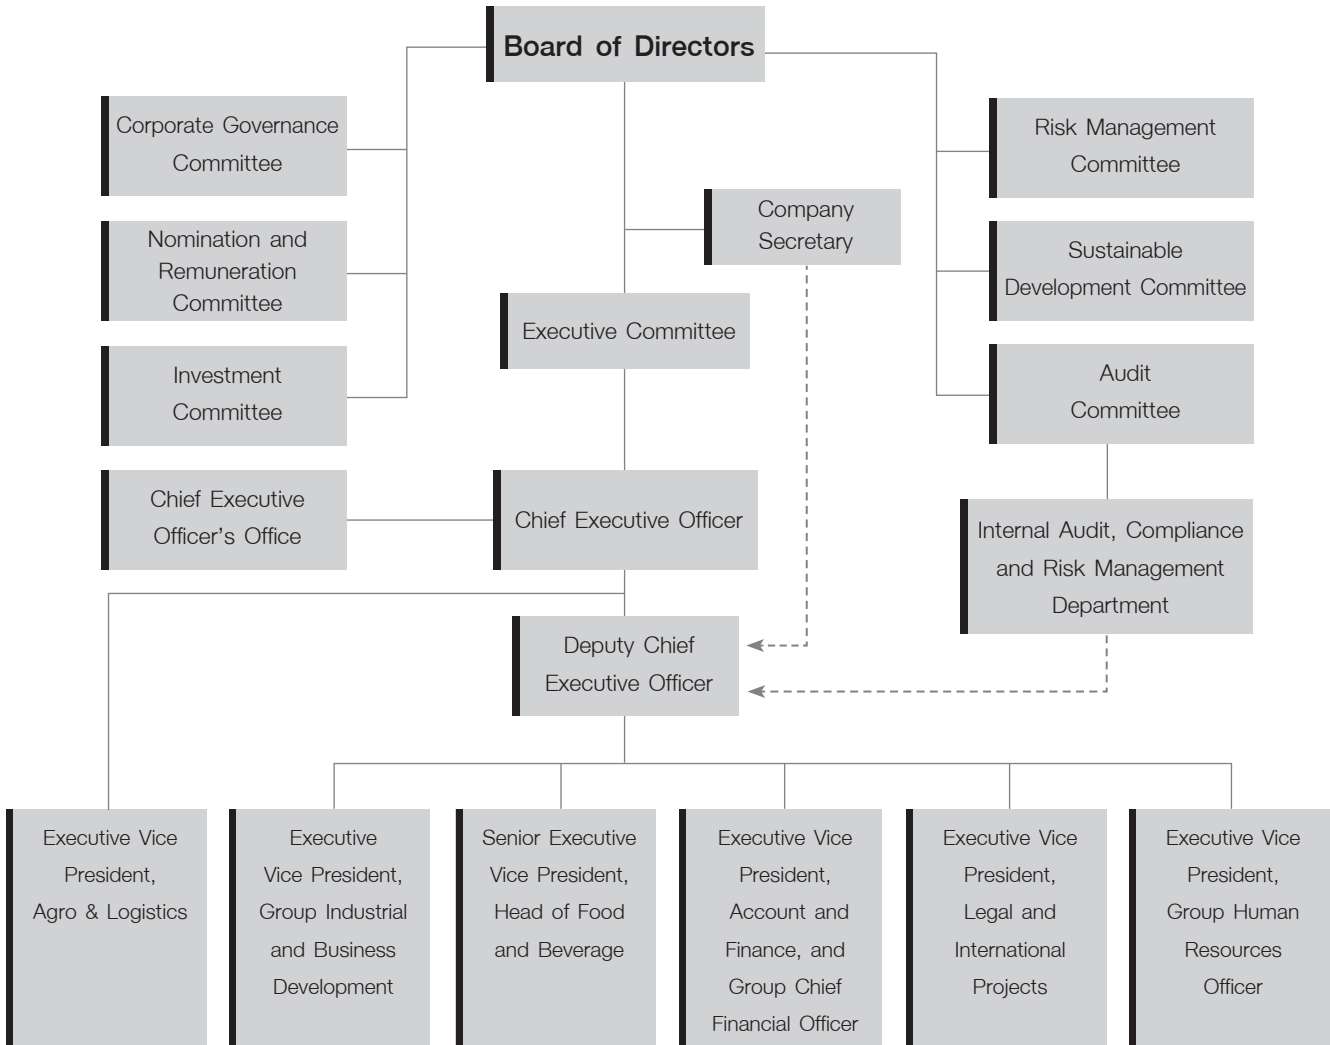 Board of Directors
Corporate Governance
Committee
Nomination and
Remuneration
Committee
Investment
Committee
Chief Executive
Officer's Office
Company
Secretary
Executive Committee
Chief Executive Officer
Deputy Chief
Executive Officer
Risk Management
Committee
Sustainable
Development Committee
Audit
Committee
Internal Audit, Compliance
and Risk Management
Department
Executive Vice
President,
Agro & Logistics
Executive
Vice President,
Group Industrial
and Business
Development
Senior Executive
Vice President,
Head of Food
and Beverage
Executive Vice
President,
Account and
Finance, and
Group Chief
Financial Officer
Executive Vice
President,
Legal and
International
Projects
Executive Vice
President,
Group Human
Resources
Officer